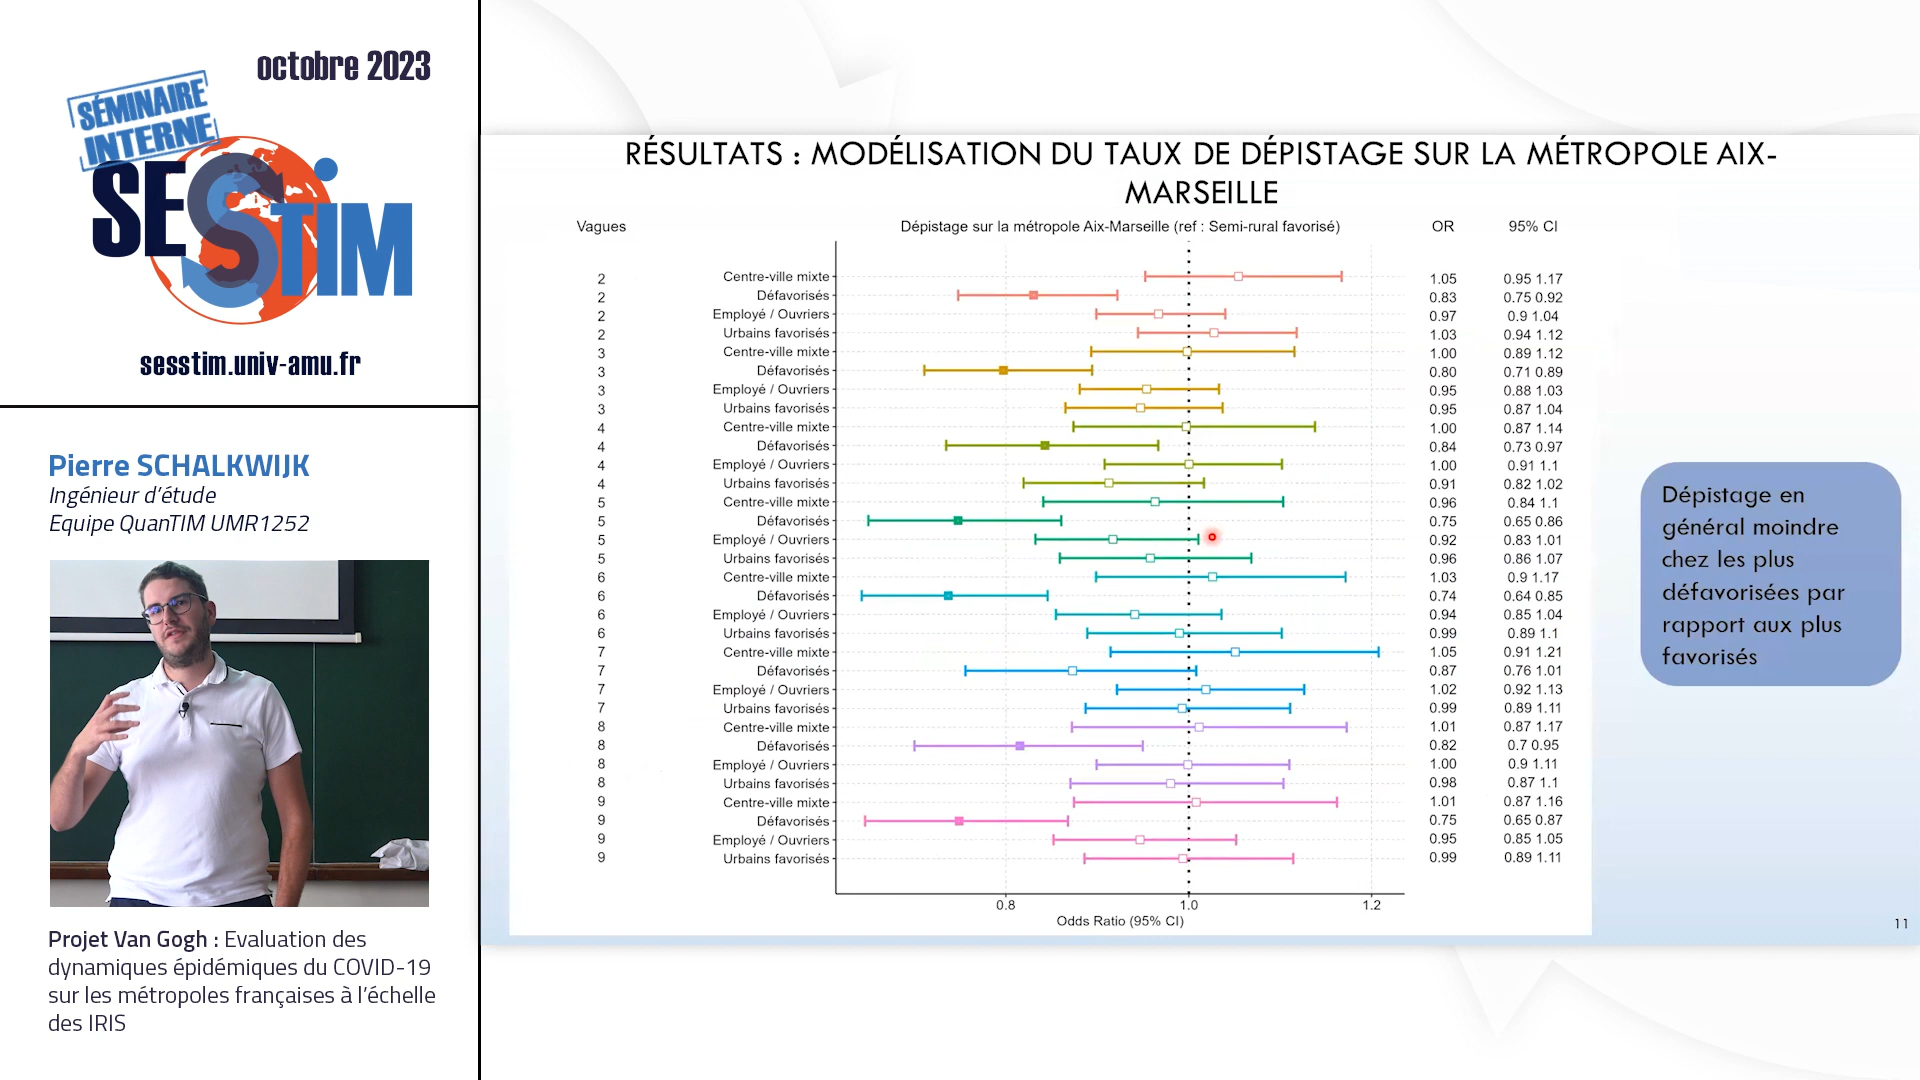 octobre 2023
SÉMINAIRE
INTERNE
SESSTIM
sesstim.univ-amu.fr
Pierre SCHALKWIJK
Ingénieur d'étude
Equipe QuanTIM UMR1252
Projet Van Gogh : Evaluation des
dynamiques épidémiques du COVID-19
sur les métropoles françaises à l'échelle
des IRIS
RÉSULTATS : MODÉLISATION DU TAUX DE DÉPISTAGE SUR LA MÉTROPOLE AIX-
MARSEILLE
Vagues Dépistage sur la métropole Aix-Marseille (ref : Semi-rural favorisé) OR 95% CI
2 Centre-ville mixte 1.05 0.95 1.17
2 Défavorisés 0.83 0.75 0.92
2 Employé / Ouvriers 0.97 0.9 1.04
2 Urbains favorisés 1.03 0.94 1.12
3 Centre-ville mixte 1.00 0.89 1.12
3 Défavorisés 0.80 0.71 0.89
3 Employé / Ouvriers 0.95 0.88 1.03
3 Urbains favorisés 0.95 0.87 1.04
4 Centre-ville mixte 1.00 0.87 1.14
4 Défavorisés 0.84 0.73 0.97
4 Employé / Ouvriers 1.00 0.91 1.1
4 Urbains favorisés 0.91 0.82 1.02
5 Centre-ville mixte 0.96 0.84 1.1
5 Défavorisés 0.75 0.65 0.86
5 Employé / Ouvriers 0.92 0.83 1.01
5 Urbains favorisés 0.96 0.86 1.07
6 Centre-ville mixte 1.03 0.9 1.17
6 Défavorisés 0.74 0.64 0.85
6 Employé / Ouvriers 0.94 0.85 1.04
6 Urbains favorisés 0.99 0.89 1.1
7 Centre-ville mixte 1.05 0.91 1.21
7 Défavorisés 0.87 0.76 1.01
7 Employé / Ouvriers 1.02 0.92 1.13
7 Urbains favorisés 0.99 0.89 1.11
8 Centre-ville mixte 1.01 0.87 1.17
8 Défavorisés 0.82 0.7 0.95
8 Employé / Ouvriers 1.00 0.9 1.11
8 Urbains favorisés 0.98 0.87 1.1
9 Centre-ville mixte 1.01 0.87 1.16
9 Défavorisés 0.75 0.65 0.87
9 Employé / Ouvriers 0.95 0.85 1.05
9 Urbains favorisés 0.99 0.89 1.11
0.8 1.0 1.2
Odds Ratio (95% CI)
Dépistage en
général moindre
chez les plus
défavorisées par
rapport aux plus
favorisés
11